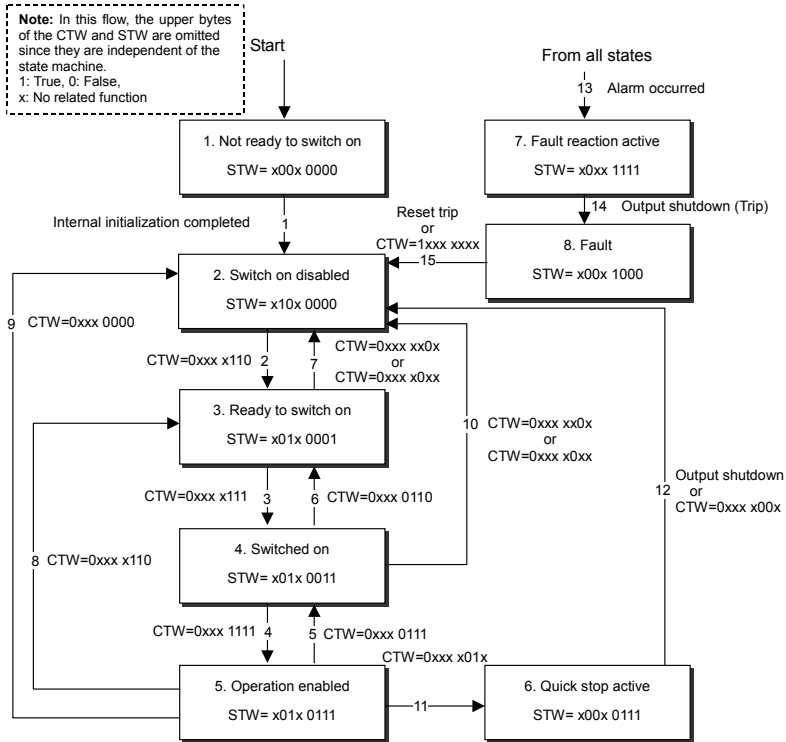 Note: In this flow, the upper bytes
of the CTW and STW are omitted
since they are independent of the
state machine.
1: True, 0: False,
x: No related function
Start
From all states
13 Alarm occurred
1. Not ready to switch on
STW= x00x 0000
7. Fault reaction active
STW= x0xx 1111
Internal initialization completed 1
14 Output shutdown (Trip)
Reset trip
or
CTW=1xxx xxxx
15
8. Fault
STW= x00x 1000
2. Switch on disabled
STW= x10x 0000
9 CTW=0xxx 0000
CTW=0xxx x110 2
7
CTW=0xxx xx0x
or
CTW=0xxx x0xx
3. Ready to switch on
STW= x01x 0001
10 CTW=0xxx xx0x
or
CTW=0xxx x0xx
12
Output shutdown
or
CTW=0xxx x00x
CTW=0xxx x111 3
6 CTW=0xxx 0110
8 CTW=0xxx x110
4. Switched on
STW= x01x 0011
CTW=0xxx 1111 4
5 CTW=0xxx 0111
CTW=0xxx x01x
11
5. Operation enabled
STW= x01x 0111
6. Quick stop active
STW= x00x 0111